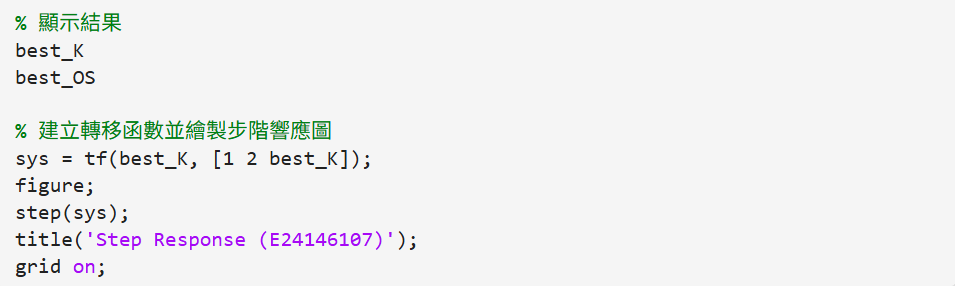 % 顯示結果
best_K
best_OS
% 建立轉移函數並繪製步階響應圖
sys = tf(best_K, [1 2 best_K]);
figure;
step(sys);
title('Step Response (E24146107)');
grid on;